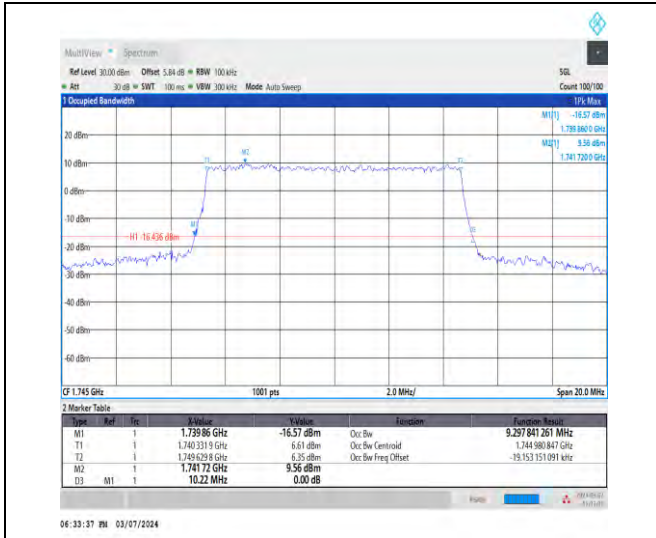 MultiView Spectrum
Ref Level 30.00 dBm Offset 5.84 dB RBW 100 kHz SGL
Att 30 dB SWT 100 ms VBW 300 kHz Mode Auto Sweep Count 100/100
1 Occupied Bandwidth 1Pk Max
M1[1] -16.57 dBm
1.739 860 0 GHz
M2[1] 9.56 dBm
1.741 720 0 GHz
20 dBm
M2
T1 T2
10 dBm
0 dBm
-10 dBm
M1
D3
H1 -16.436 dBm
-20 dBm
-30 dBm
-40 dBm
-50 dBm
-60 dBm
CF 1.745 GHz 1001 pts 2.0 MHz/ Span 20.0 MHz
2 Marker Table
Type Ref Trc X-Value Y-Value Function Function Result
M1 1 1.739 86 GHz -16.57 dBm Occ Bw 9.297 841 261 MHz
T1 1 1.740 331 9 GHz 6.61 dBm Occ Bw Centroid 1.744 980 847 GHz
T2 1 1.749 629 8 GHz 6.35 dBm Occ Bw Freq Offset -19.153 151 091 kHz
M2 1 1.741 72 GHz 9.56 dBm
D3 M1 1 10.22 MHz 0.00 dB
06:33:37 PM 03/07/2024